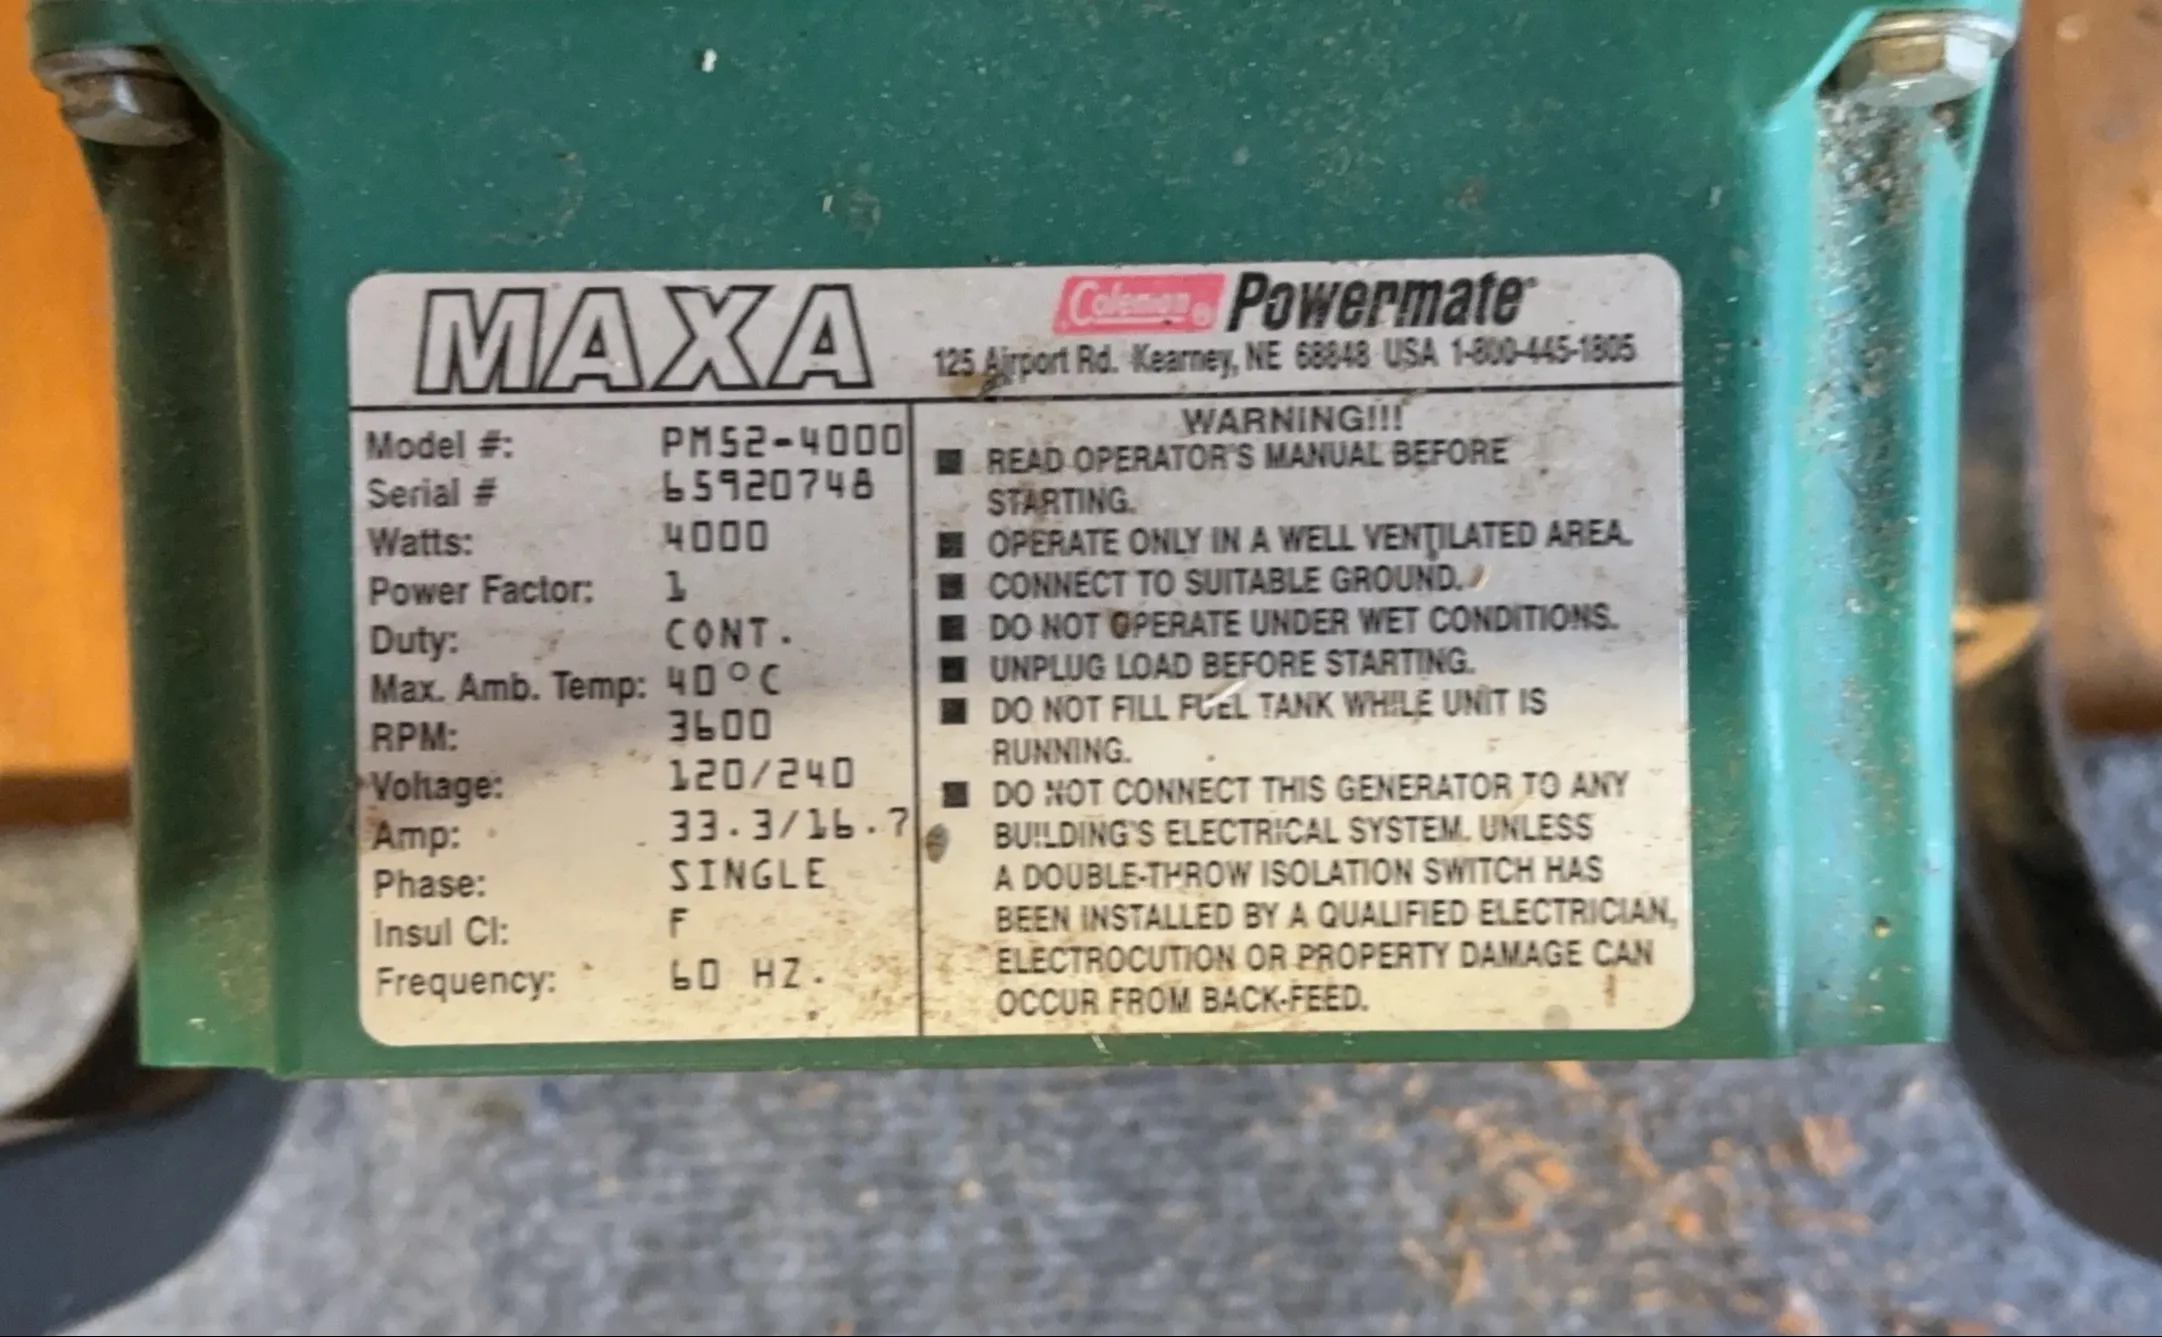 MAXA
Coleman® Powermate
125 Airport Rd. Kearney, NE 68848 USA 1-800-445-1805
Model #: PM52-4000
Serial # 65920748
Watts: 4000
Power Factor: 1
Duty: CONT.
Max. Amb. Temp: 40°C
RPM: 3600
Voltage: 120/240
Amp: 33.3/16.7
Phase: SINGLE
Insul Cl: F
Frequency: 60 HZ.
WARNING!!!
■ READ OPERATOR'S MANUAL BEFORE
STARTING.
■ OPERATE ONLY IN A WELL VENTILATED AREA.
■ CONNECT TO SUITABLE GROUND.
■ DO NOT OPERATE UNDER WET CONDITIONS.
■ UNPLUG LOAD BEFORE STARTING.
■ DO NOT FILL FUEL TANK WHILE UNIT IS
RUNNING.
■ DO NOT CONNECT THIS GENERATOR TO ANY
BUILDING'S ELECTRICAL SYSTEM. UNLESS
A DOUBLE-THROW ISOLATION SWITCH HAS
BEEN INSTALLED BY A QUALIFIED ELECTRICIAN,
ELECTROCUTION OR PROPERTY DAMAGE CAN
OCCUR FROM BACK-FEED.